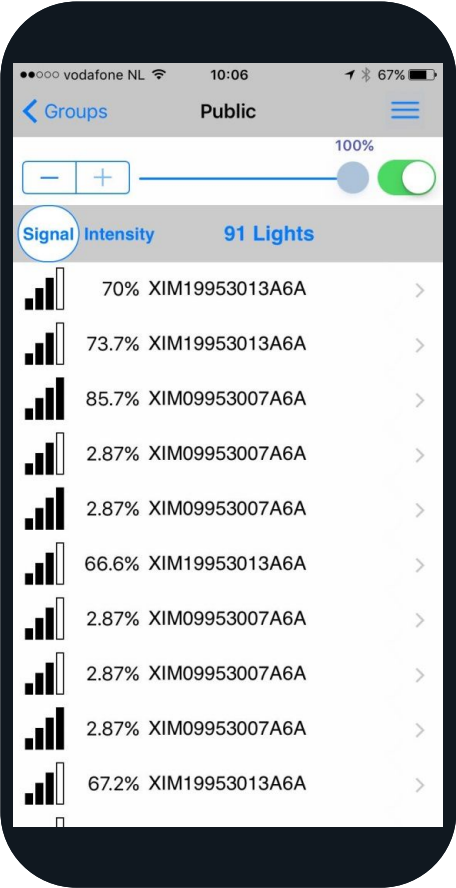 vodafone NL 10:06 67%
Groups Public
100%
Signal Intensity 91 Lights
70% XIM19953013A6A
73.7% XIM19953013A6A
85.7% XIM09953007A6A
2.87% XIM09953007A6A
2.87% XIM09953007A6A
66.6% XIM19953013A6A
2.87% XIM09953007A6A
2.87% XIM09953007A6A
2.87% XIM09953007A6A
67.2% XIM19953013A6A